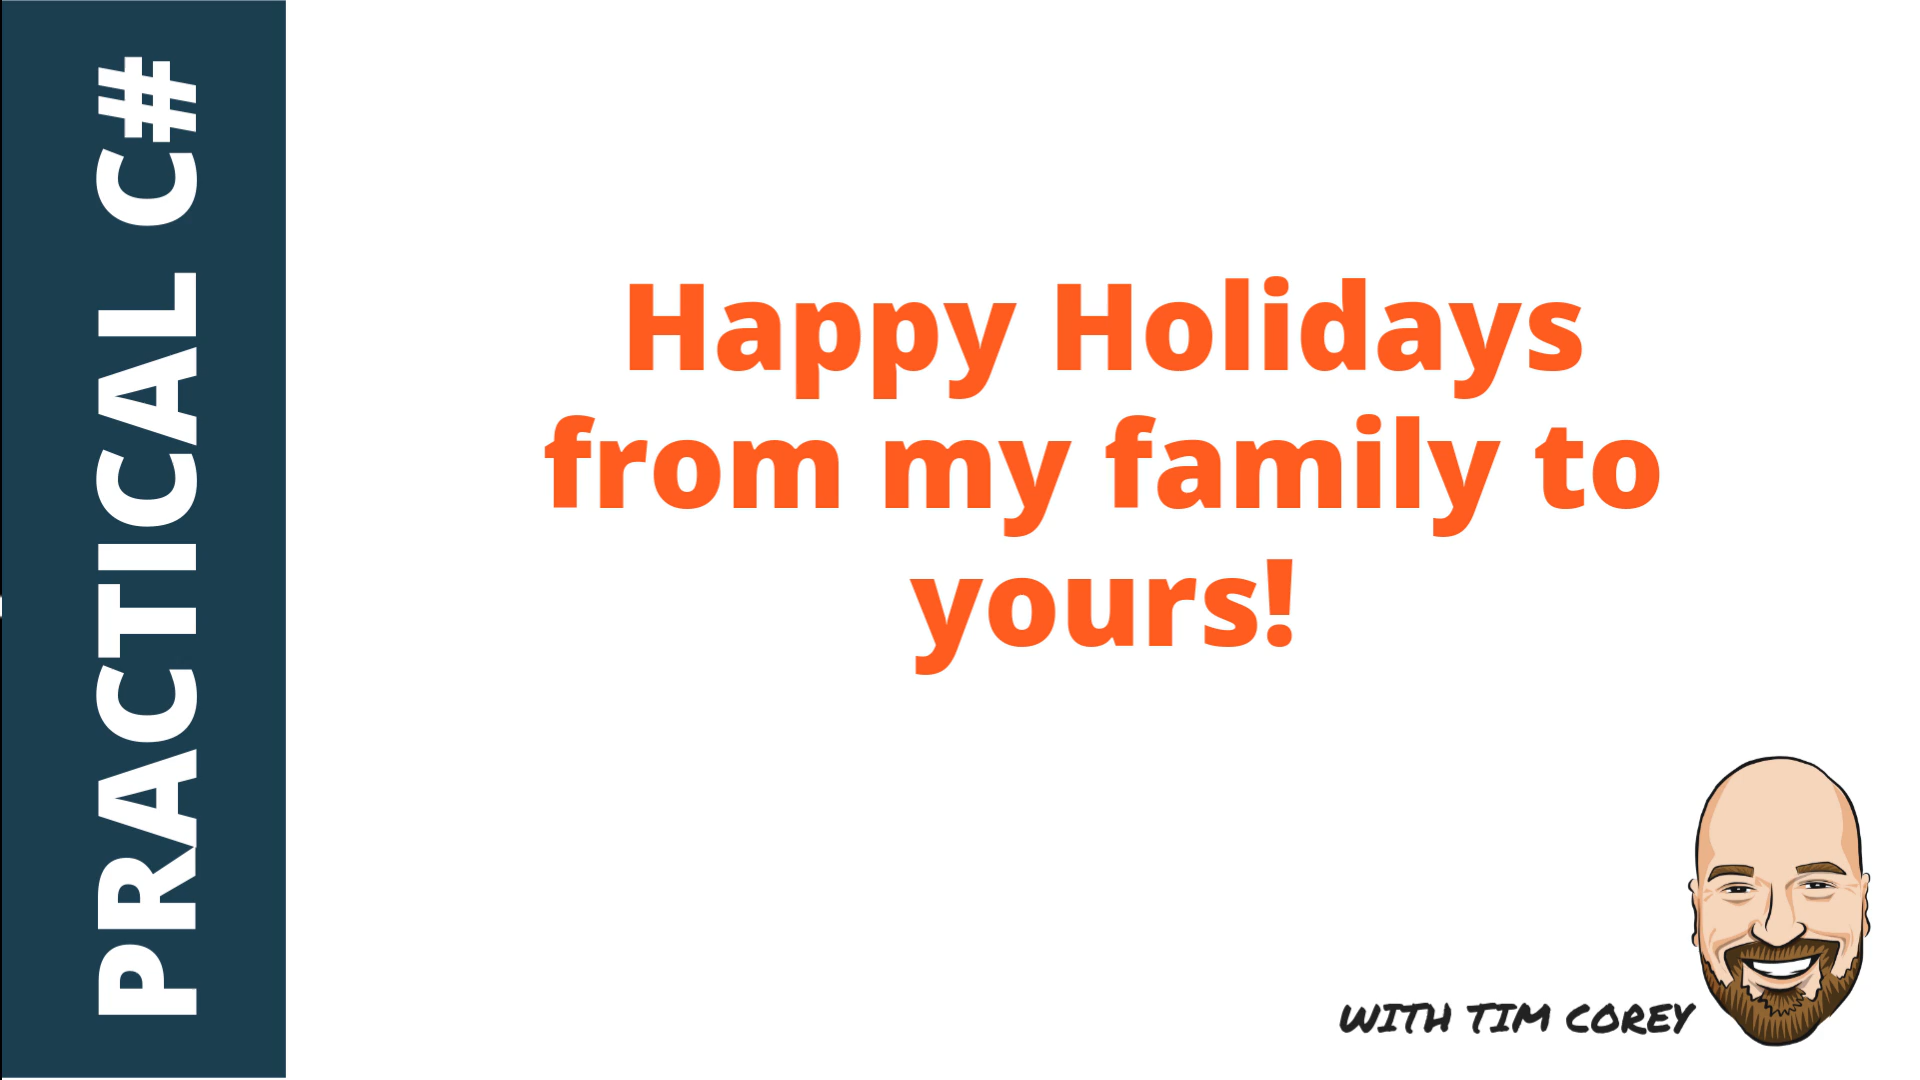 PRACTICAL C#
Happy Holidays
from my family to
yours!
WITH TIM COREY